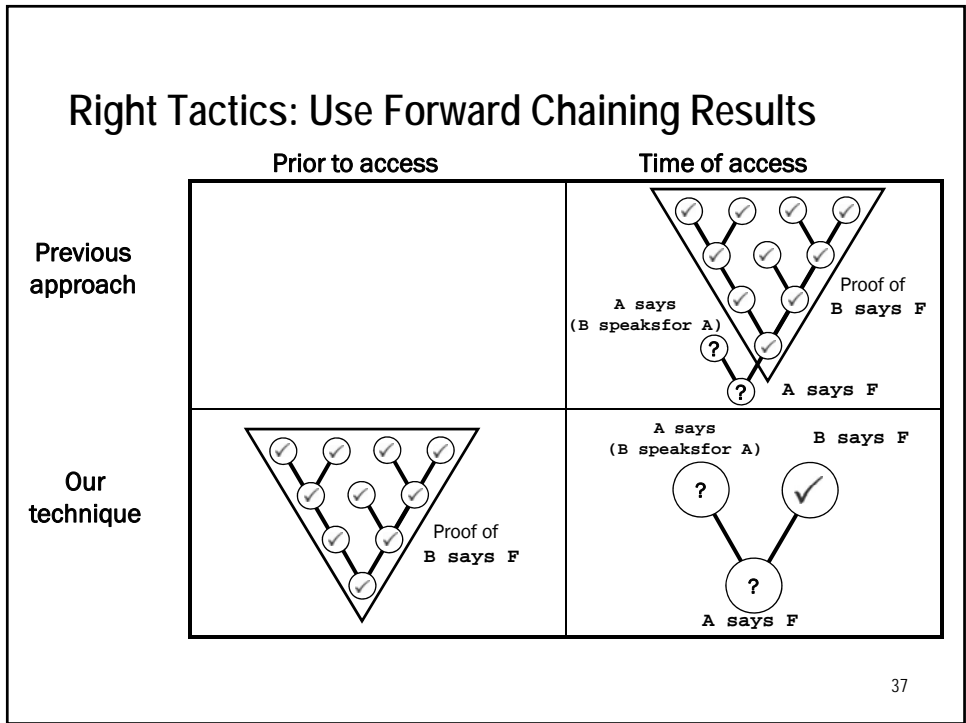 Right Tactics: Use Forward Chaining Results
Prior to access
Time of access
Previous
approach
A says
(B speaksfor A)
?
?
Proof of
B says F
A says F
Our
technique
Proof of
B says F
A says
(B speaksfor A)
B says F
?
?
A says F
37